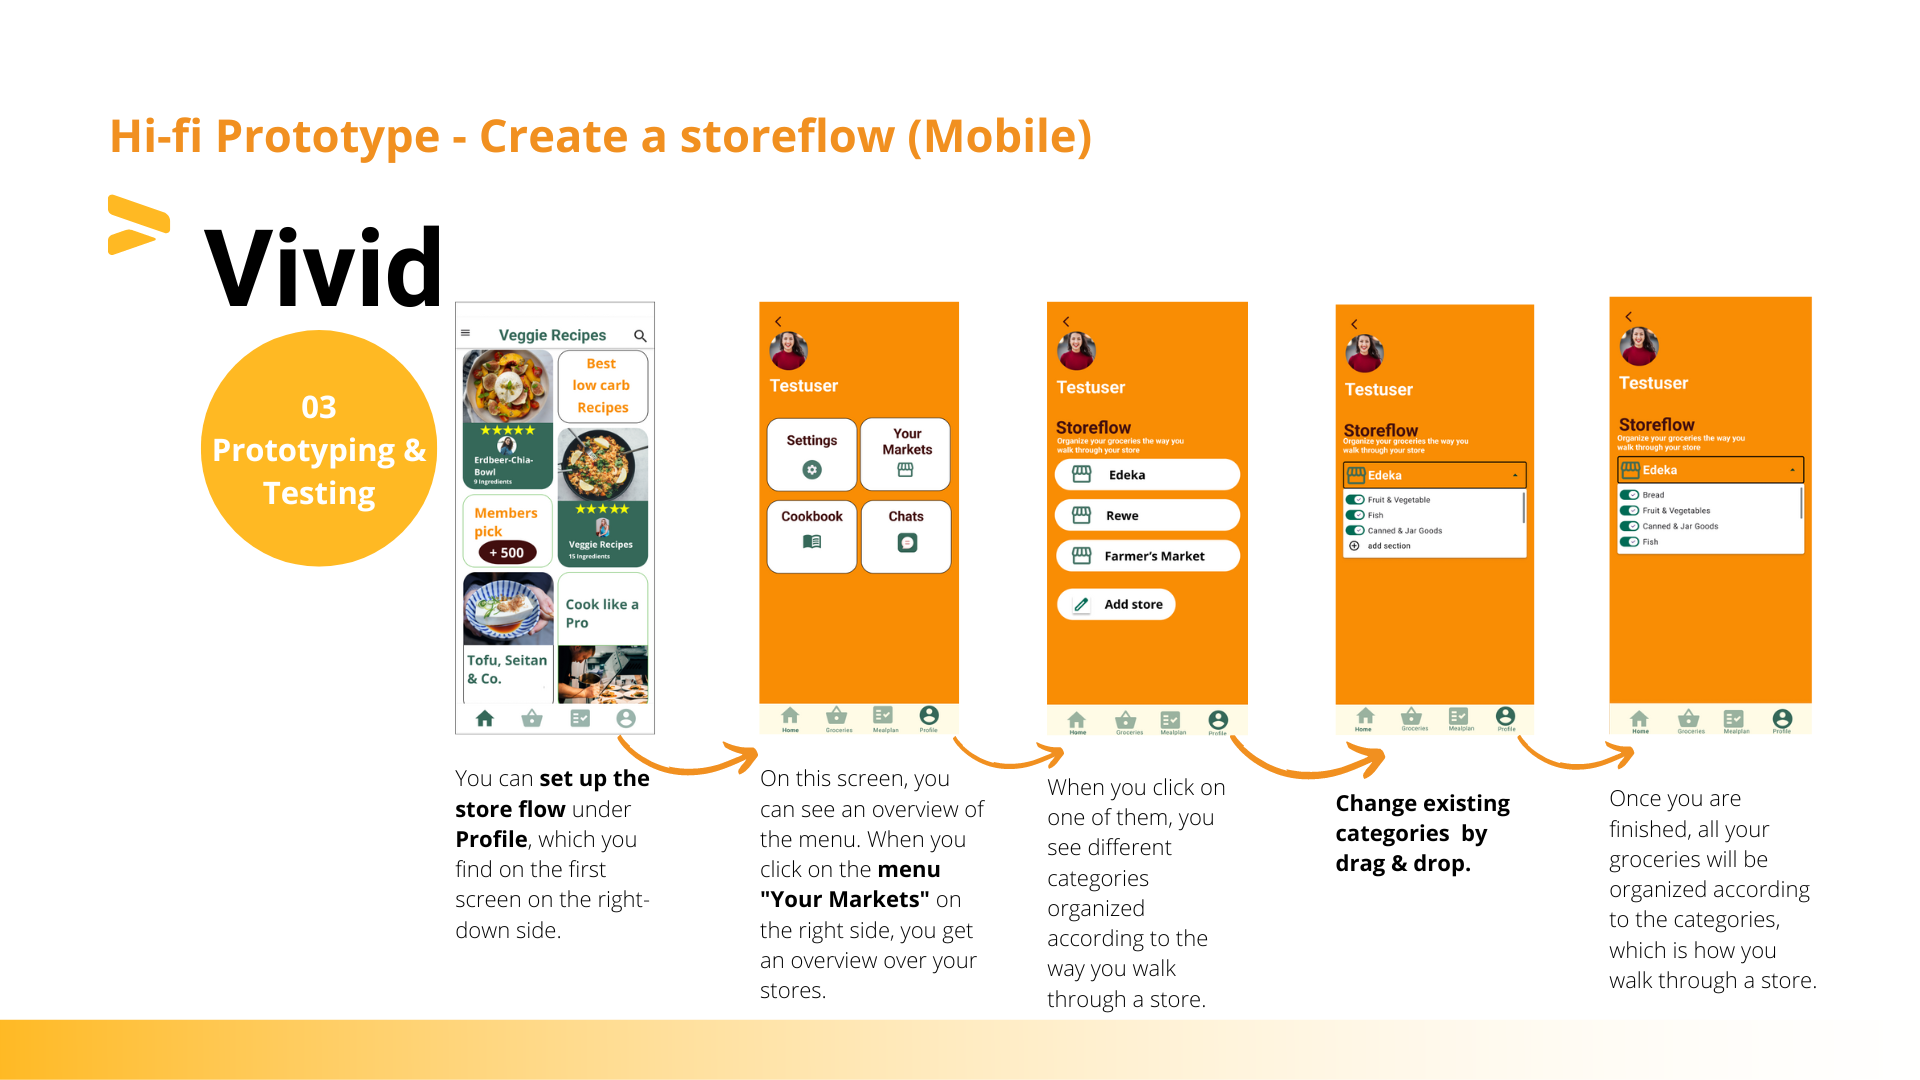 Hi-fi Prototype - Create a storeflow (Mobile)
Vivid
03
Prototyping &
Testing
Veggie Recipes
Best
low carb
Recipes
Erdbeer-Chia-
Bowl
9 Ingredients
Members
pick
+ 500
Veggie Recipes
15 Ingredients
Cook like a
Pro
Tofu, Seitan
& Co.
You can set up the
store flow under
Profile, which you
find on the first
screen on the right-
down side.
Testuser
Settings
Your
Markets
Cookbook
Chats
Home
Groceries
Mealplan
Profile
On this screen, you
can see an overview of
the menu. When you
click on the menu
"Your Markets" on
the right side, you get
an overview over your
stores.
Testuser
Storeflow
Organize your groceries the way you
walk through your store
Edeka
Rewe
Farmer's Market
Add store
Home
Groceries
Mealplan
Profile
When you click on
one of them, you
see different
categories
organized
according to the
way you walk
through a store.
Testuser
Storeflow
Organize your groceries the way you
walk through your store
Edeka
Fruit & Vegetable
Fish
Canned & Jar Goods
add section
Home
Groceries
Mealplan
Profile
Change existing
categories by
drag & drop.
Testuser
Storeflow
Organize your groceries the way you
walk through your store
Edeka
Bread
Fruit & Vegetables
Canned & Jar Goods
Fish
Home
Groceries
Mealplan
Profile
Once you are
finished, all your
groceries will be
organized according
to the categories,
which is how you
walk through a store.